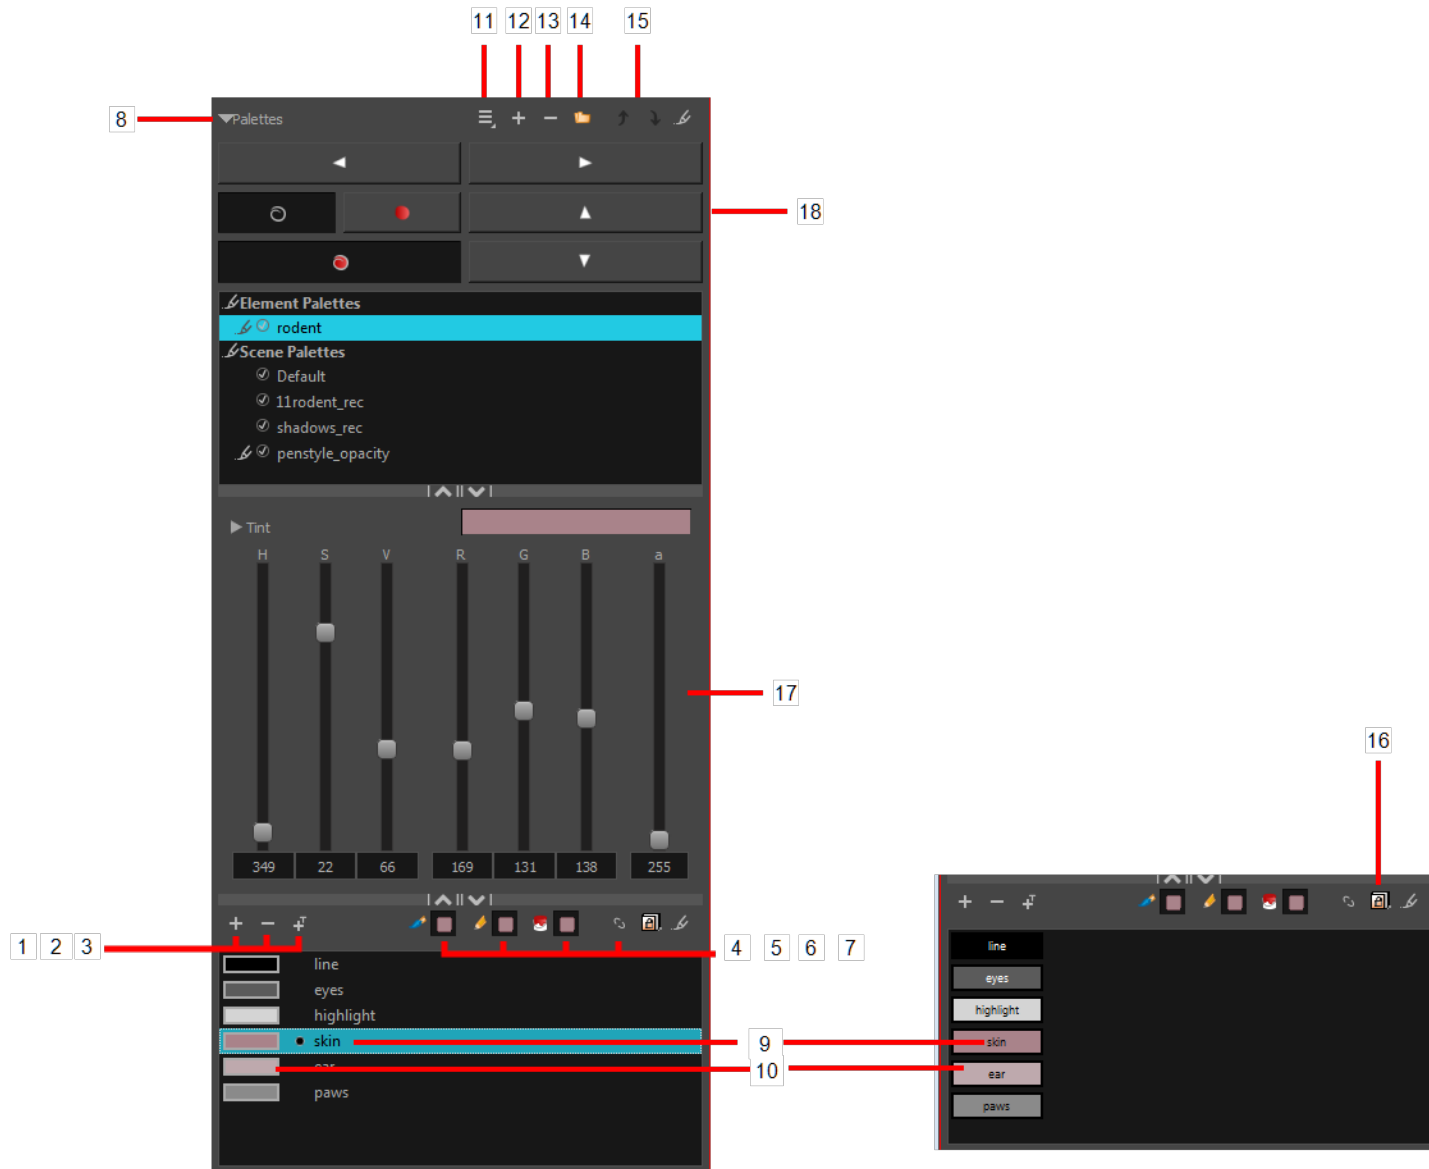 11 12 13 14 15
8 Palettes
18
Element Palettes
rodent
Scene Palettes
Default
11rodent_rec
shadows_rec
penstyle_opacity
Tint
H S V R G B a
17
16
349 22 66 169 131 138 255
1 2 3
4 5 6 7
line
eyes
highlight
skin
ear
paws
9
10
line
eyes
highlight
skin
ear
paws